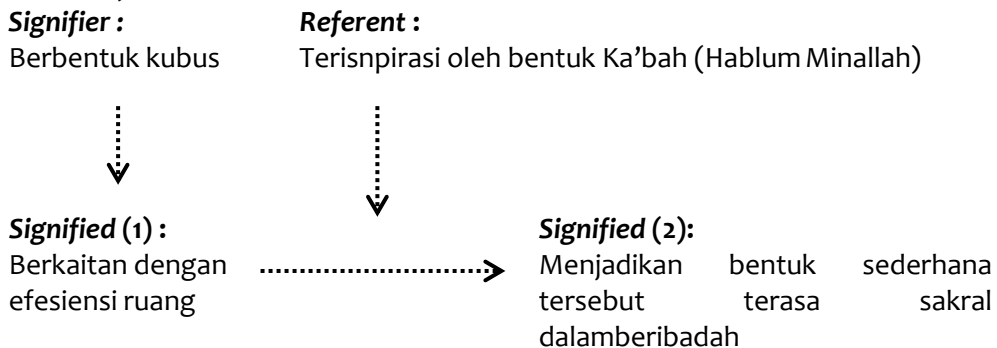 Signifier :
Berbentuk kubus
Referent :
Terisnpirasi oleh bentuk Ka’bah (Hablum Minallah)
Signified (1) :
Berkaitan dengan
efesiensi ruang
Signified (2):
Menjadikan bentuk sederhana
tersebut terasa sakral
dalamberibadah